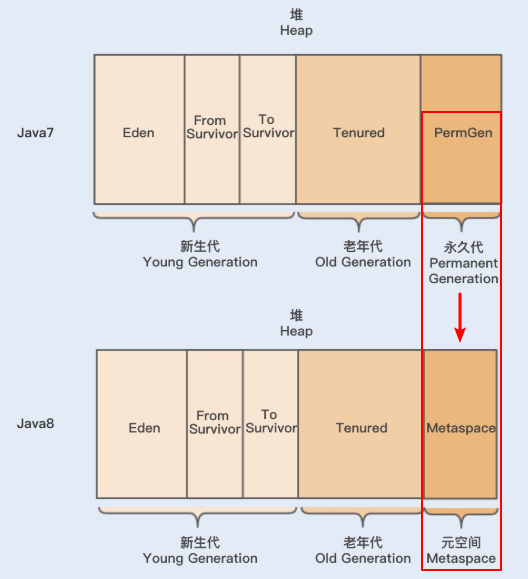 堆
Heap
Java7
Eden
From
Survivor
To
Survivor
Tenured
PermGen
新生代
Young Generation
老年代
Old Generation
永久代
Permanent
Generation
堆
Heap
Java8
Eden
From
Survivor
To
Survivor
Tenured
Metaspace
新生代
Young Generation
老年代
Old Generation
元空间
Metaspace